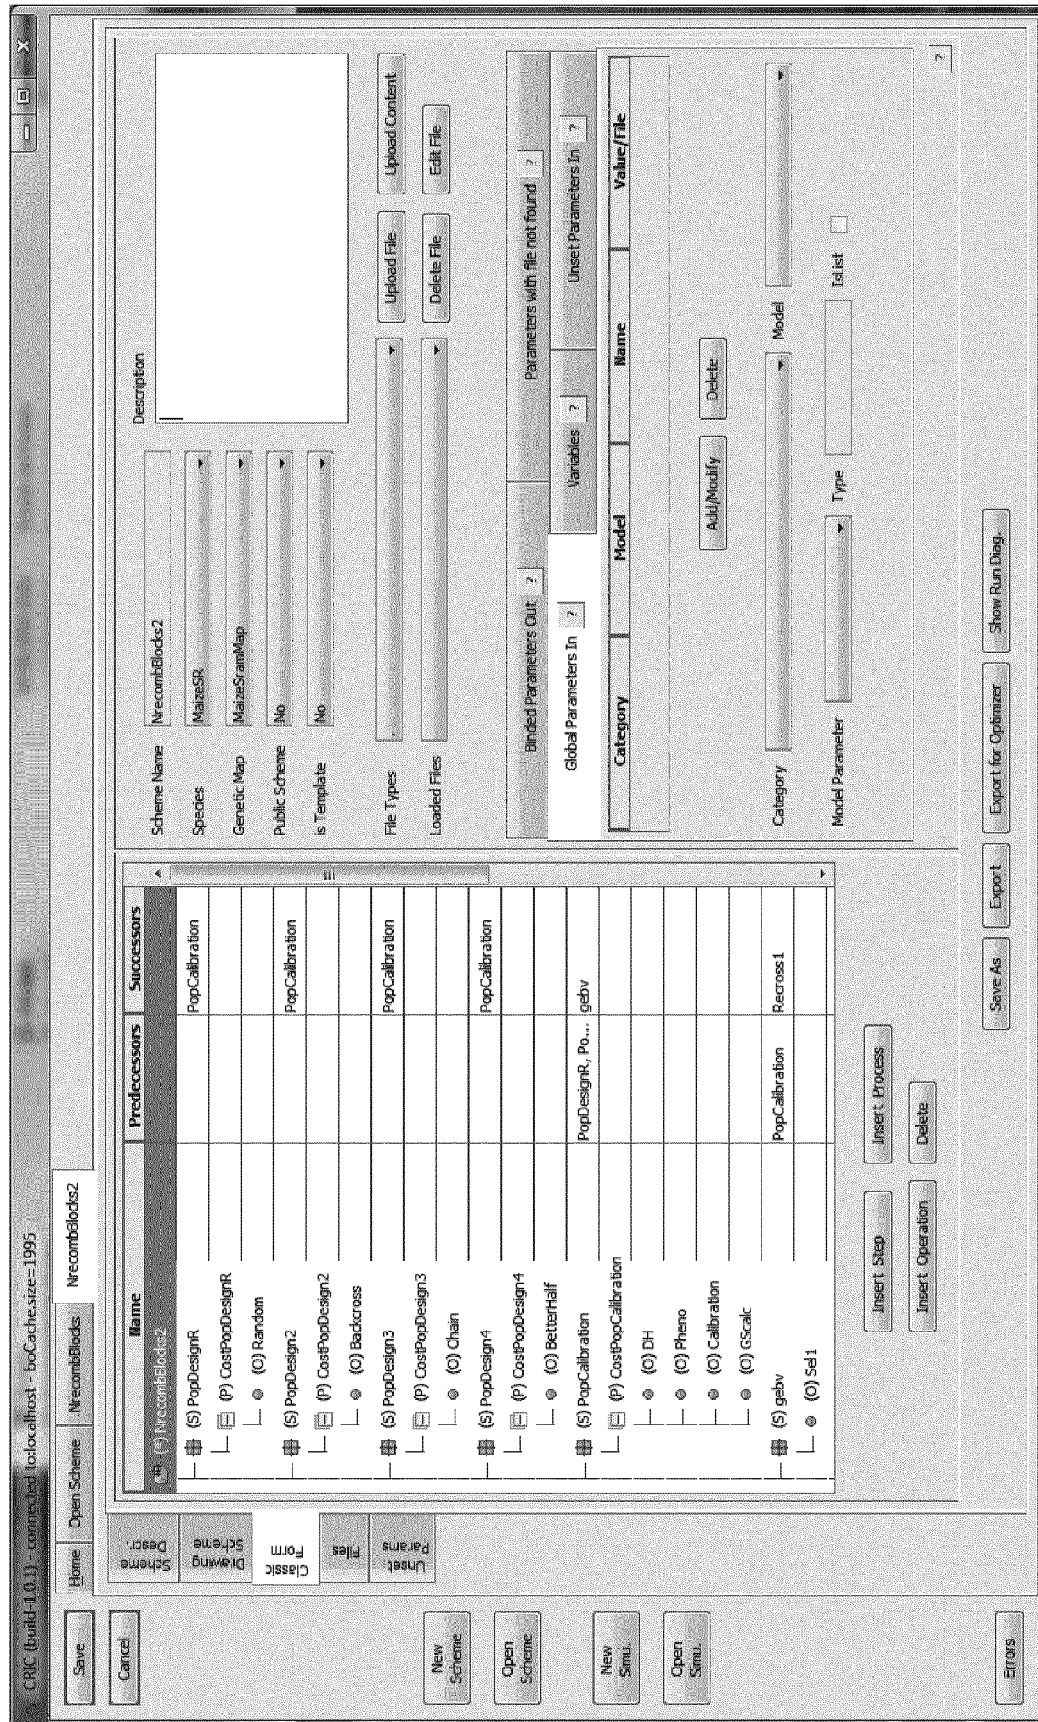 CRIC (build-1.0.1) - connected to:localhost - boCache.size=1995
Save
Cancel
New Scheme
Open Scheme
New Simu.
Open Simu.
Errors
Home
Open Scheme
NrecombBlocks
NrecombBlocks2
Scheme Descr.
Drawing Scheme
Classic Form
Files
Unset Params
Name Predecessors Successors
(*) NrecombBlocks2
(S) PopDesignR PopCalibration
(P) CostPopDesignR
(O) Random
(S) PopDesign2 PopCalibration
(P) CostPopDesign2
(O) Backcross
(S) PopDesign3 PopCalibration
(P) CostPopDesign3
(O) Chain
(S) PopDesign4 PopCalibration
(P) CostPopDesign4
(O) BetterHalf
(S) PopCalibration PopDesignR, Po... gebv
(P) CostPopCalibration
(O) DH
(O) Pheno
(O) Calibration
(O) GScalc
(S) gebv PopCalibration Recross1
(O) Sel1
Insert Step Insert Process
Insert Operation Delete
Scheme Name NrecombBlocks2
Species MaizeSR
Genetic Map MaizeSramMap
Public Scheme No
is Template No
Description
File Types Upload File Upload Content
Loaded Files Delete File Edit File
Binded Parameters Out ? Parameters with file not found ?
Global Parameters In ? Variables ? Unset Parameters In ?
Category Model Name Value/File
Add/Modify Delete
Category Model
Model Parameter Type IsList
?
Save As Export Export for Optimizer Show Run Diag.